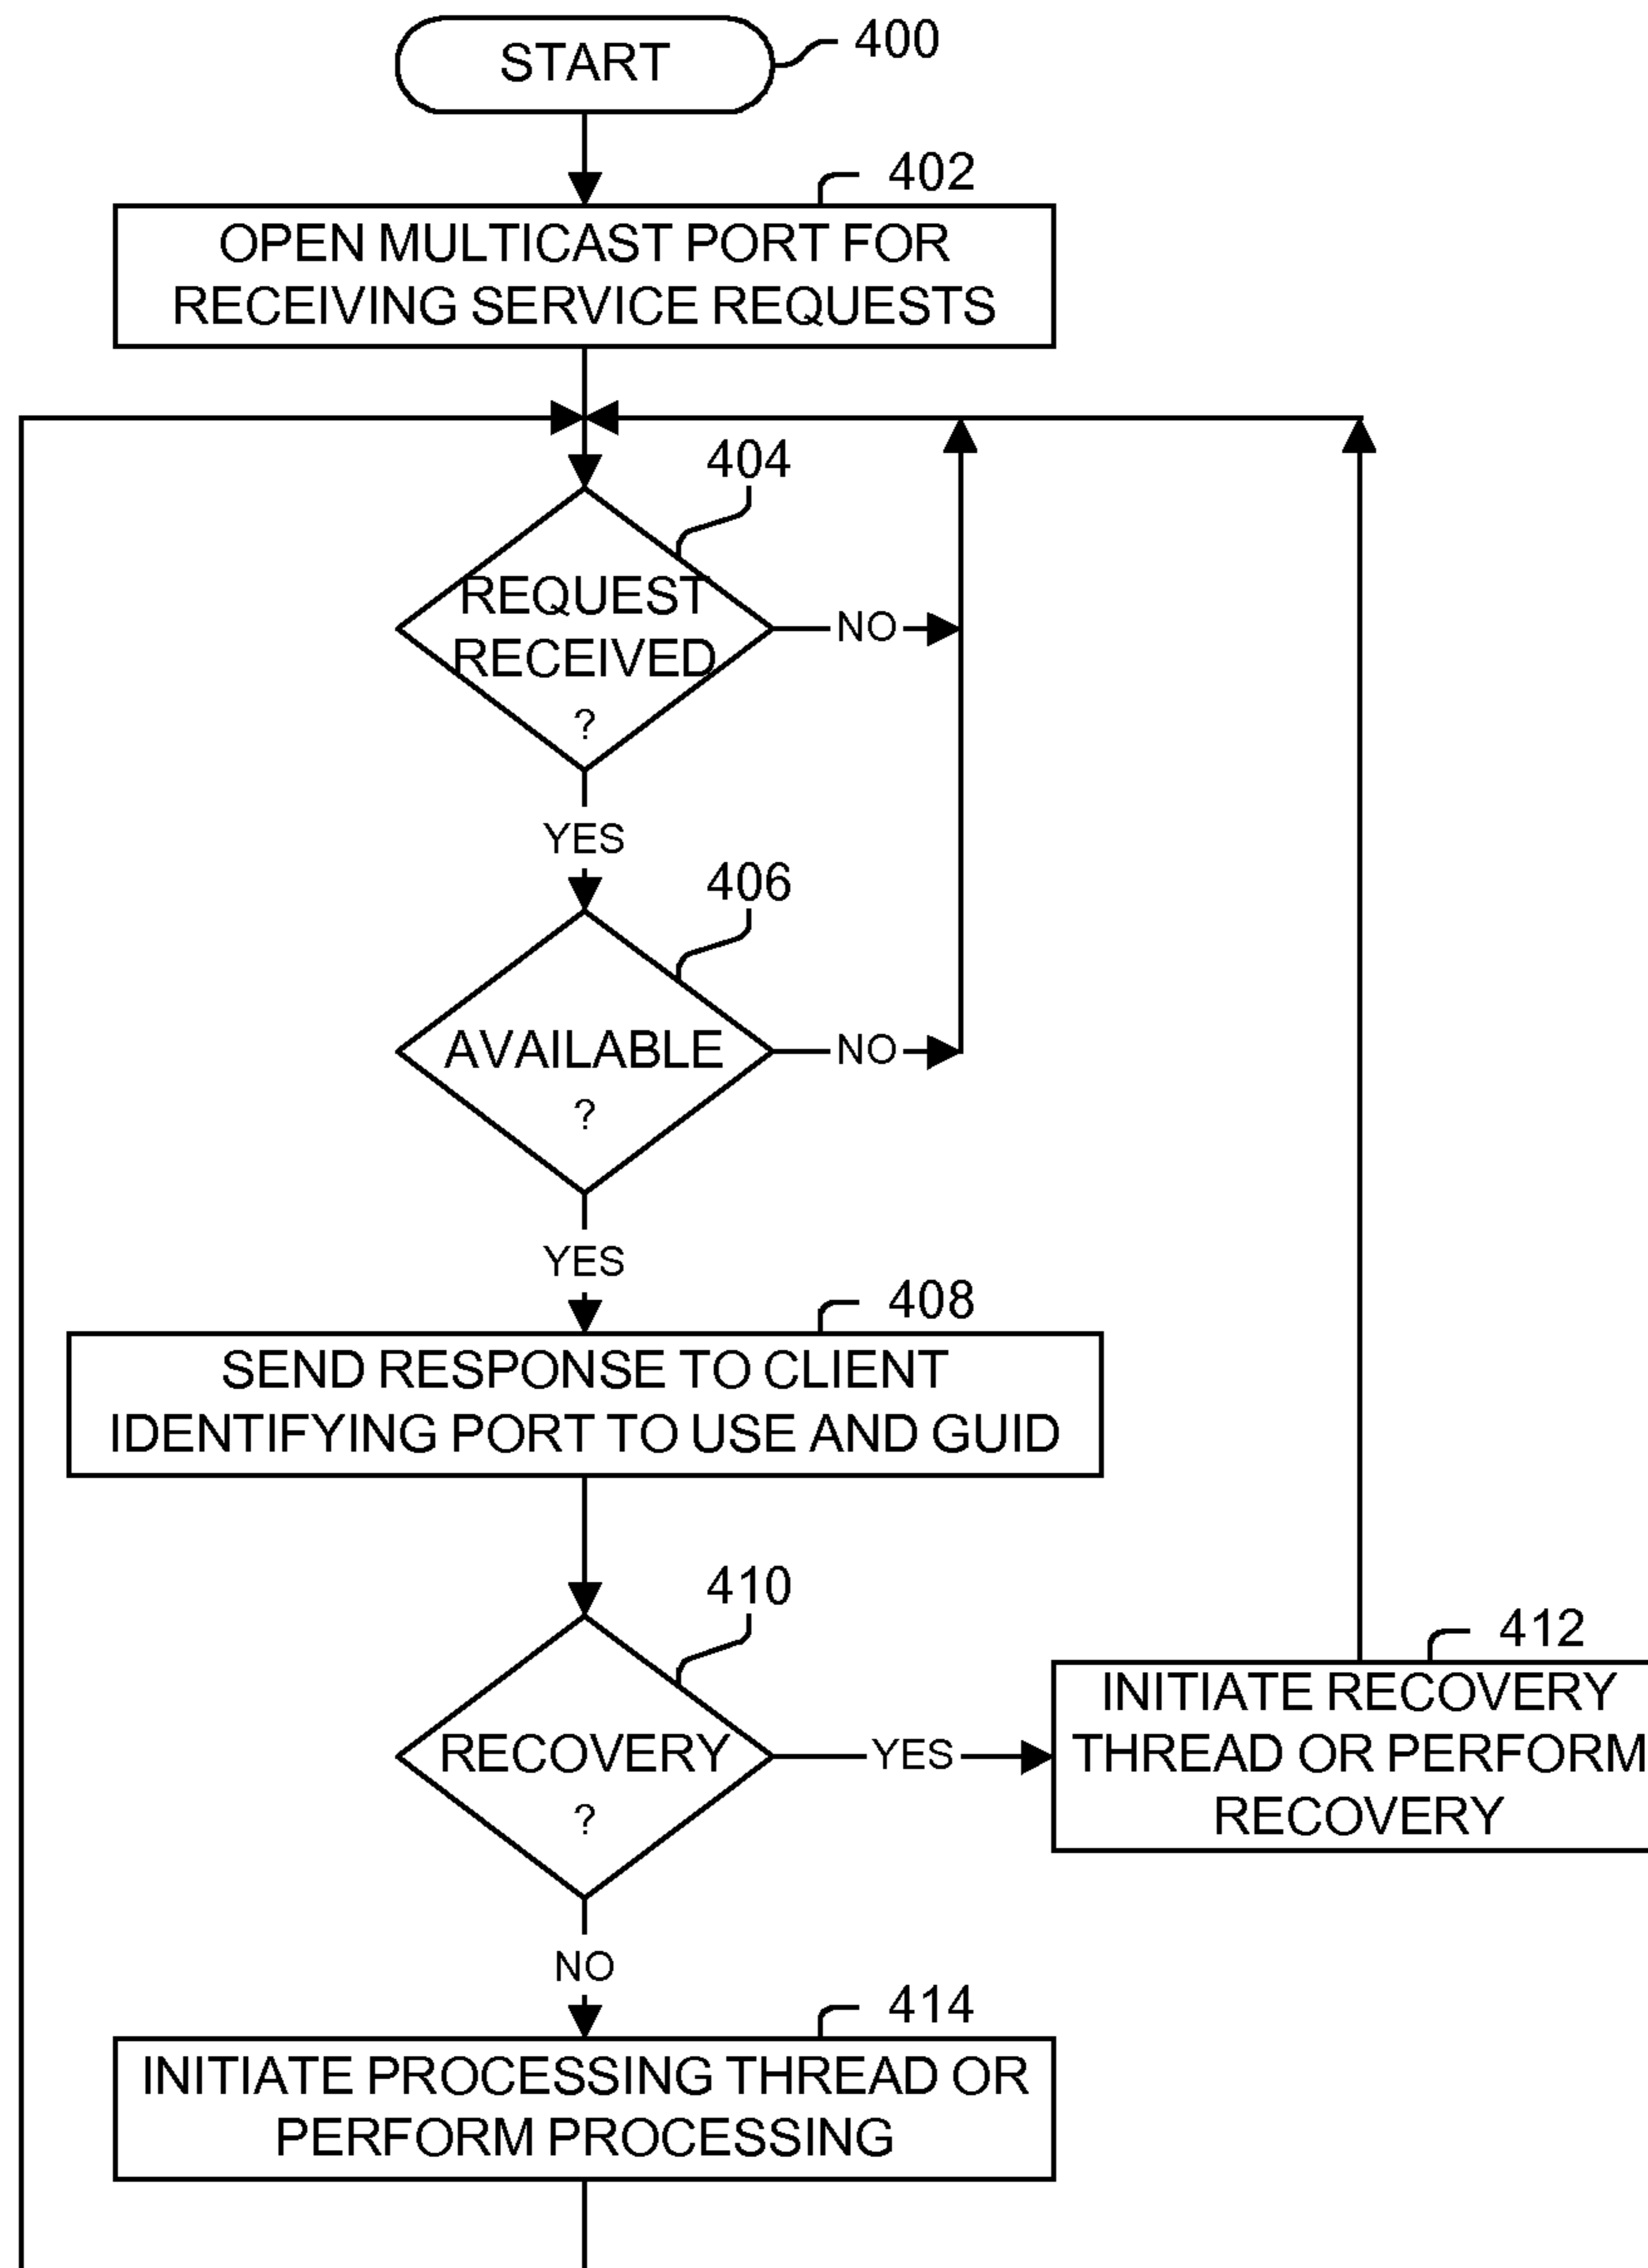 START
400
402
OPEN MULTICAST PORT FOR
RECEIVING SERVICE REQUESTS
404
REQUEST
RECEIVED
?
NO
YES
406
AVAILABLE
?
NO
YES
408
SEND RESPONSE TO CLIENT
IDENTIFYING PORT TO USE AND GUID
410
RECOVERY
?
YES
412
INITIATE RECOVERY
THREAD OR PERFORM
RECOVERY
NO
414
INITIATE PROCESSING THREAD OR
PERFORM PROCESSING